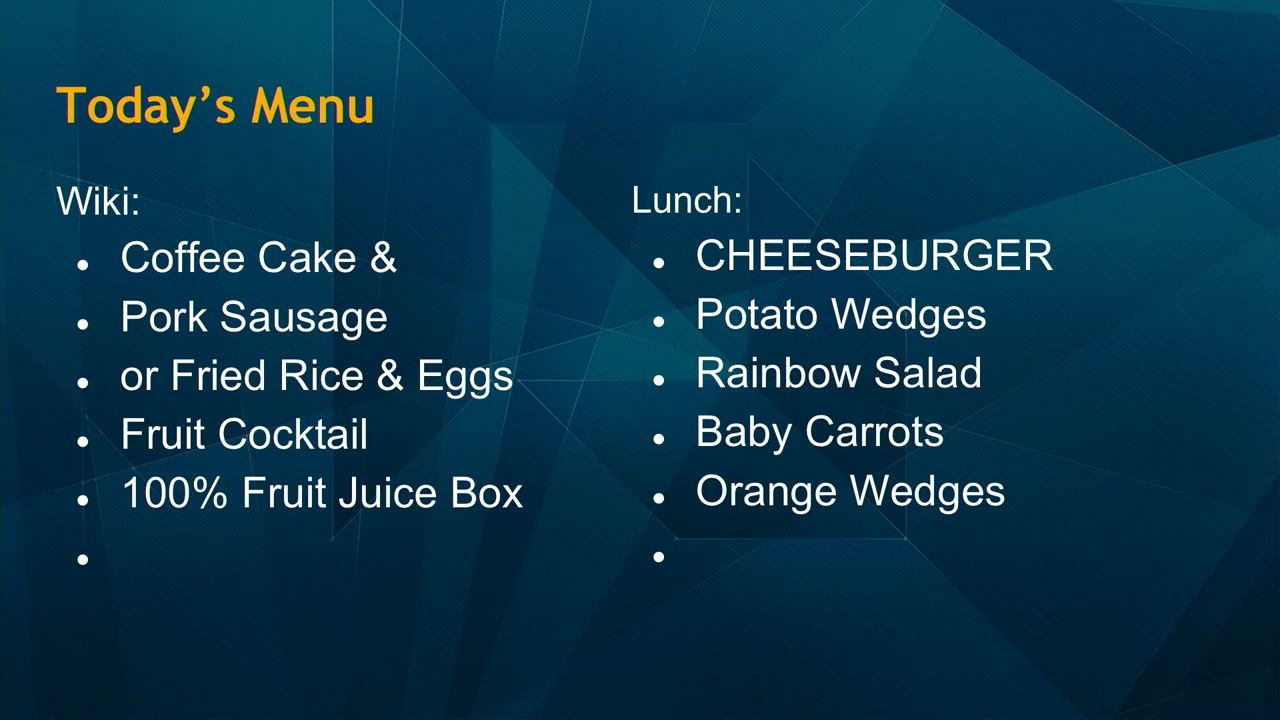 Today’s Menu
Wiki:
Coffee Cake &
Pork Sausage
or Fried Rice & Eggs
Fruit Cocktail
100% Fruit Juice Box
Lunch:
CHEESEBURGER
Potato Wedges
Rainbow Salad
Baby Carrots
Orange Wedges